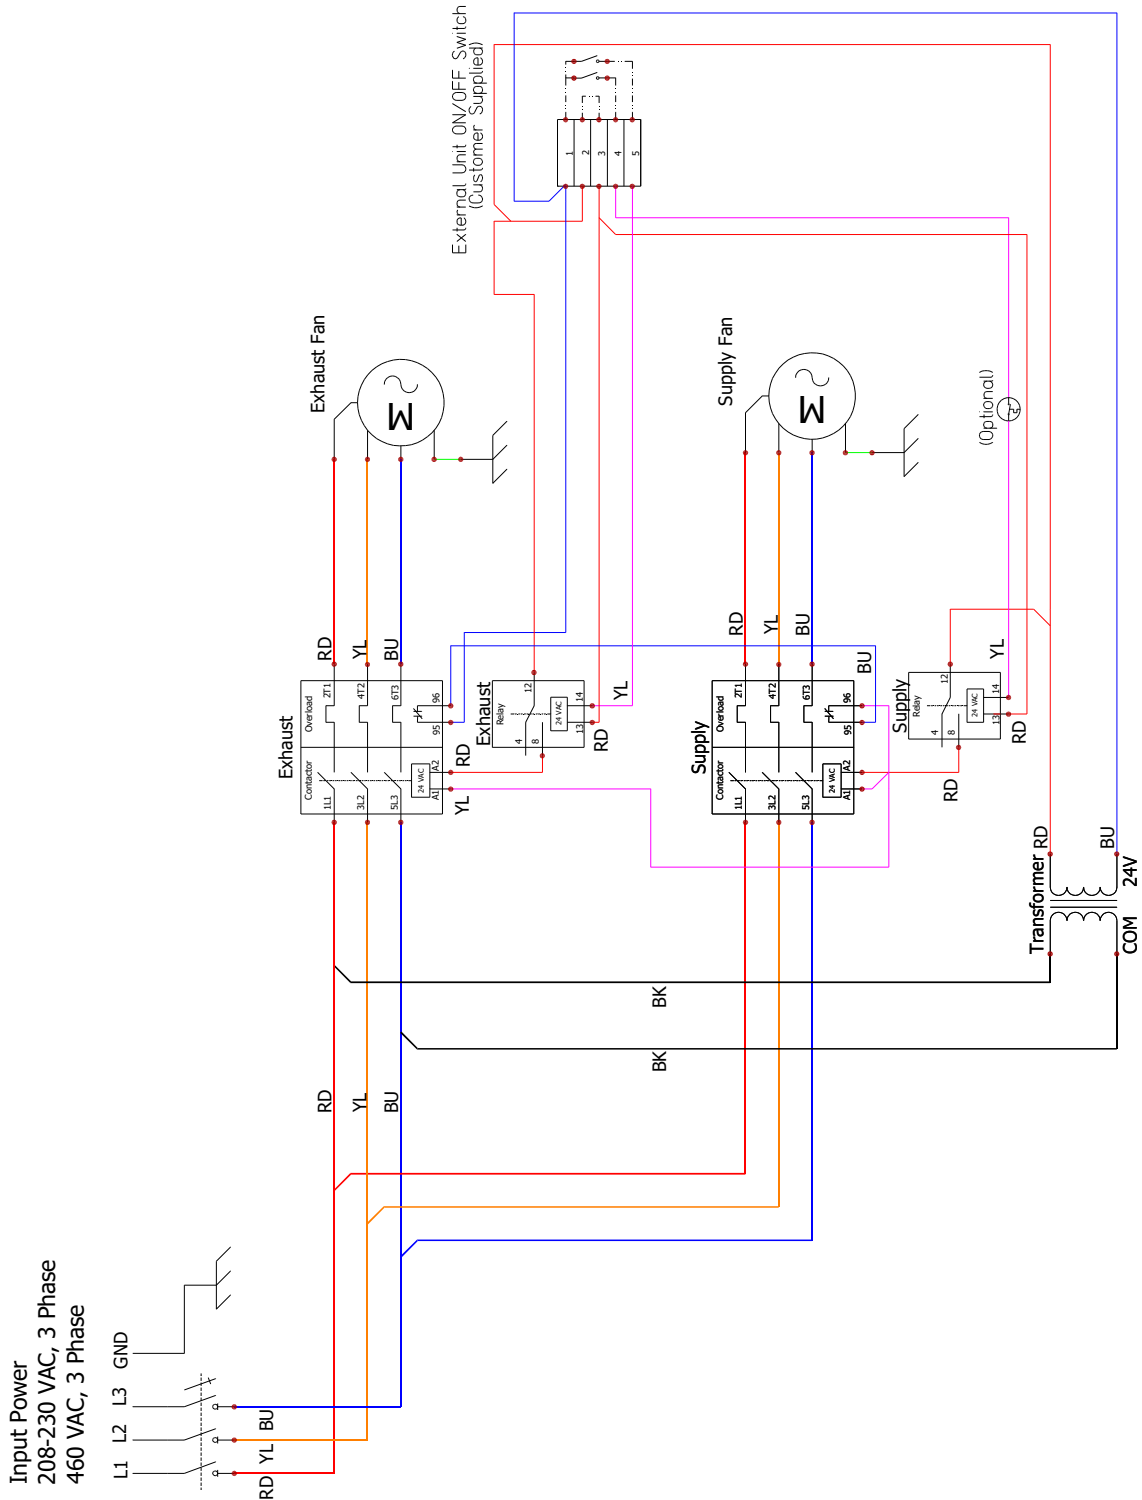 Input Power
208-230 VAC, 3 Phase
460 VAC, 3 Phase
L1
L2
L3
GND
RD
YL
BU
RD
YL
BU
BK
BK
Transformer
COM
24V
RD
BU
Exhaust
Contactor
Overload
1L1
3L2
5L3
2T1
4T2
6T3
24 VAC
A1
A2
95
96
YL
RD
RD
YL
BU
Exhaust Fan
M
Exhaust
Relay
4
8
12
24 VAC
13
14
RD
YL
Supply
Contactor
Overload
1L1
3L2
5L3
2T1
4T2
6T3
24 VAC
A1
A2
95
96
BU
RD
YL
BU
Supply Fan
M
Supply
Relay
4
8
12
24 VAC
13
14
RD
RD
YL
(Optional)
External Unit ON/OFF Switch
(Customer Supplied)
1
2
3
4
5